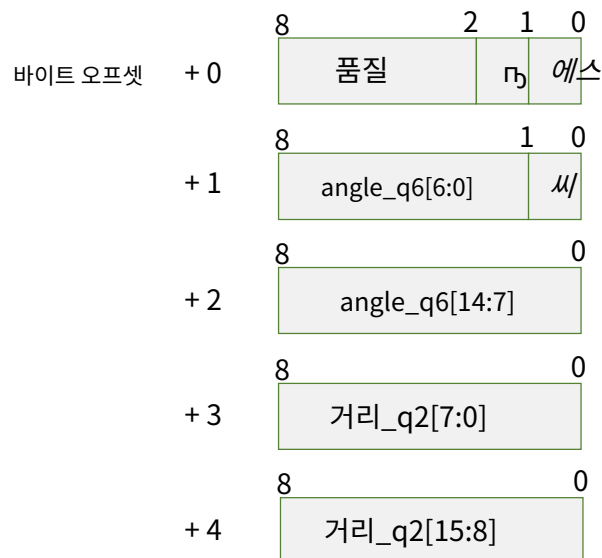 8 2 1 0
바이트 오프셋 + 0 품질 에스
8 1 0
+ 1 angle_q6[6:0] 씨
8 0
+ 2 angle_q6[14:7]
8 0
+ 3 거리_q2[7:0]
8 0
+ 4 거리_q2[15:8]